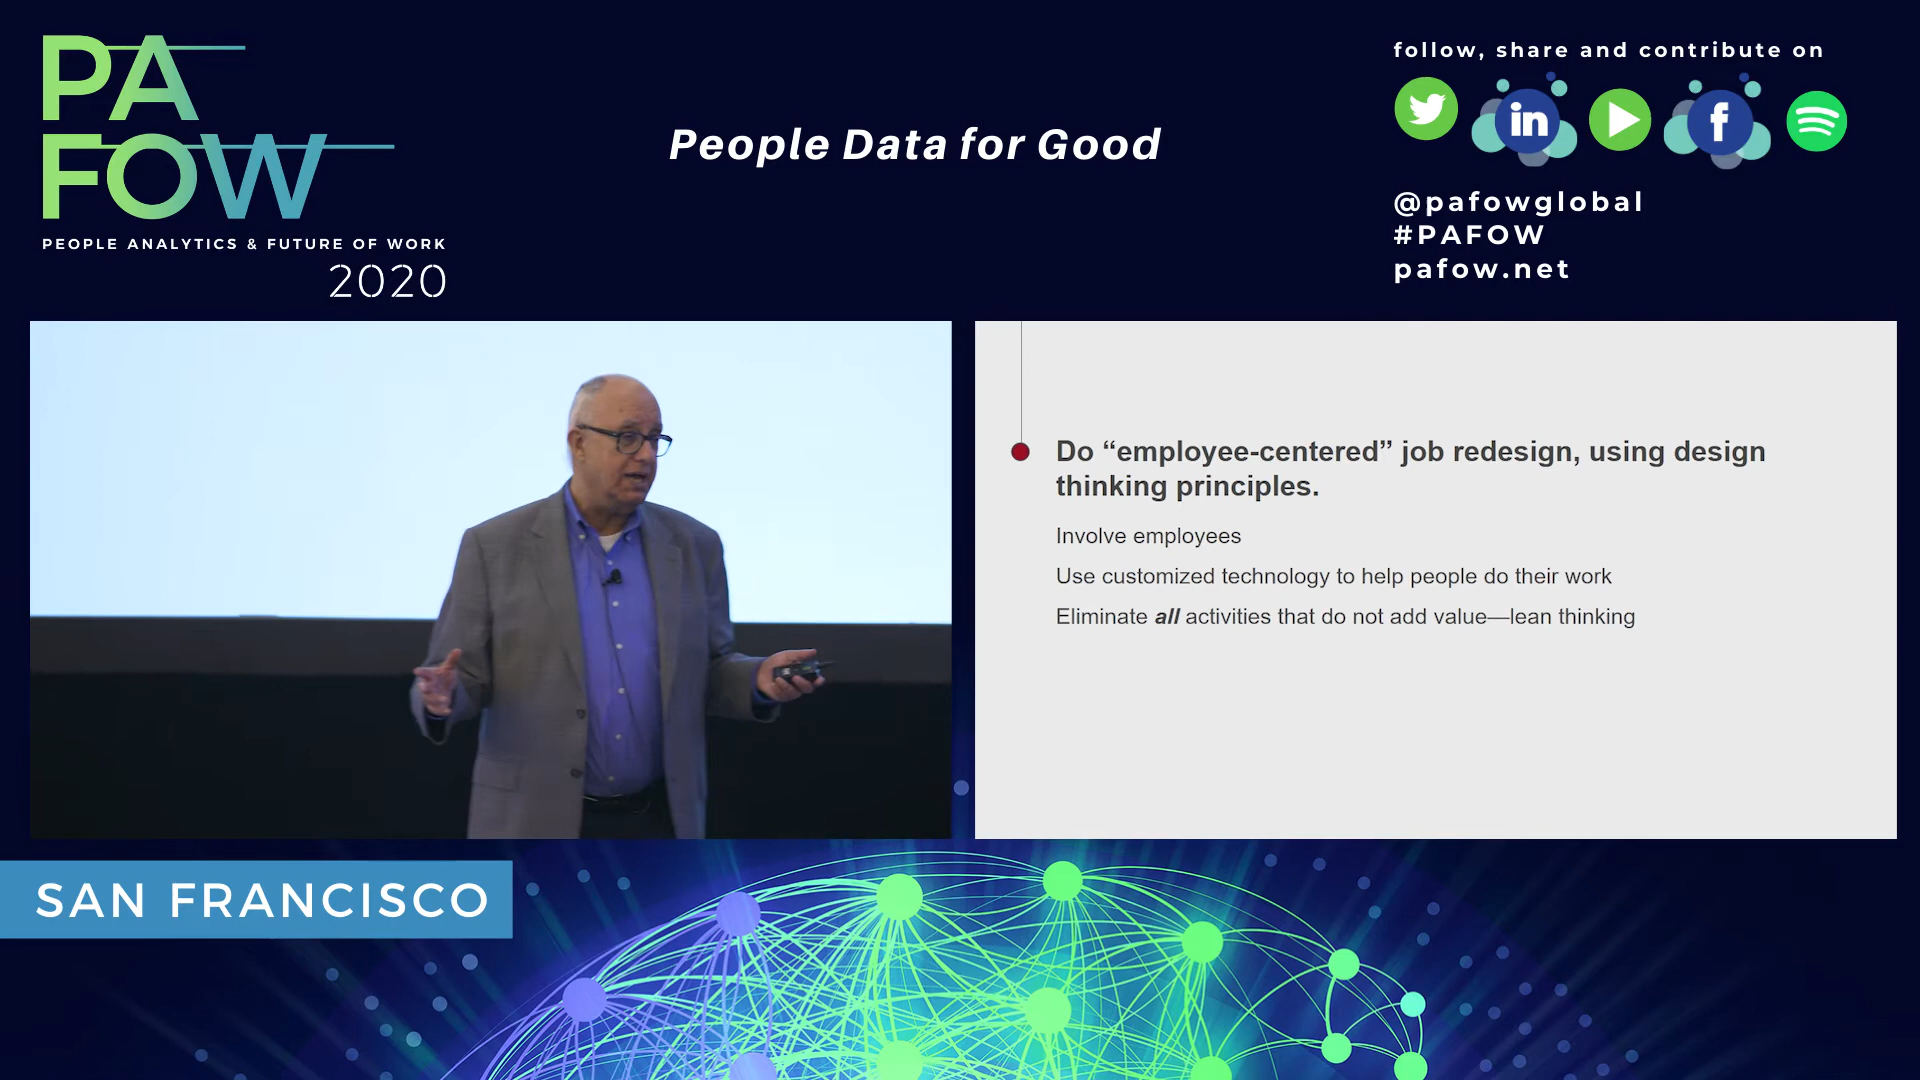 PA
FOW
PEOPLE ANALYTICS & FUTURE OF WORK
2020
People Data for Good
follow, share and contribute on
in
f
@pafowglobal
#PAFOW
pafow.net
Do “employee-centered” job redesign, using design
thinking principles.
Involve employees
Use customized technology to help people do their work
Eliminate all activities that do not add value—lean thinking
SAN FRANCISCO